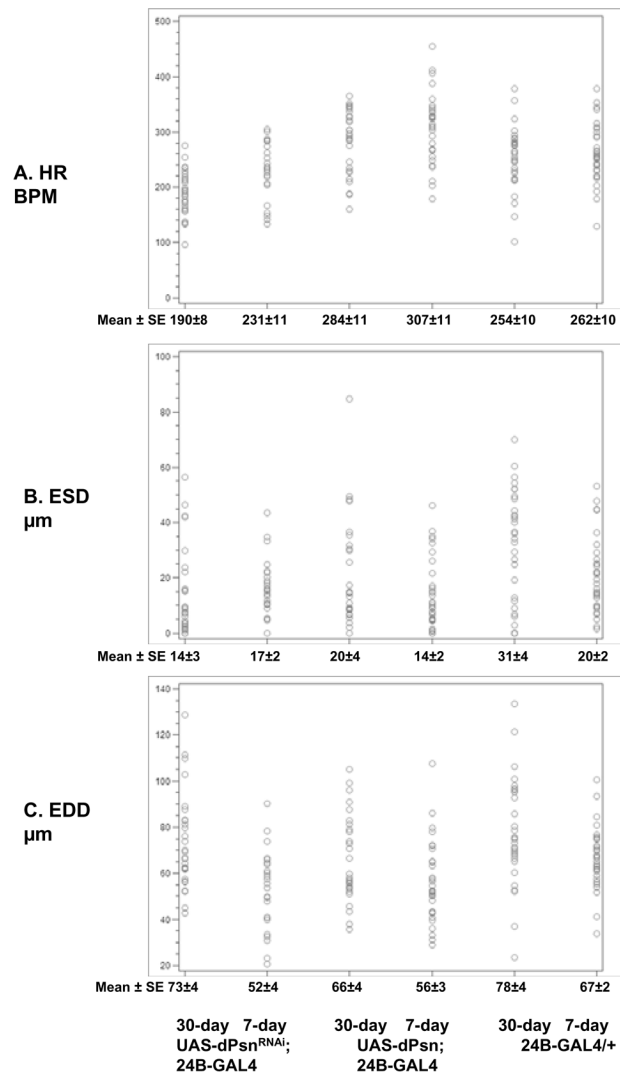 A. HR
BPM
500
400
300
200
100
0
Mean ± SE 190±8 231±11 284±11 307±11 254±10 262±10
B. ESD
µm
100
80
60
40
20
0
Mean ± SE 14±3 17±2 20±4 14±2 31±4 20±2
C. EDD
µm
140
120
100
80
60
40
20
Mean ± SE 73±4 52±4 66±4 56±3 78±4 67±2
30-day 7-day 30-day 7-day 30-day 7-day
UAS-dPsnRNAi; UAS-dPsn; 24B-GAL4/+
24B-GAL4 24B-GAL4